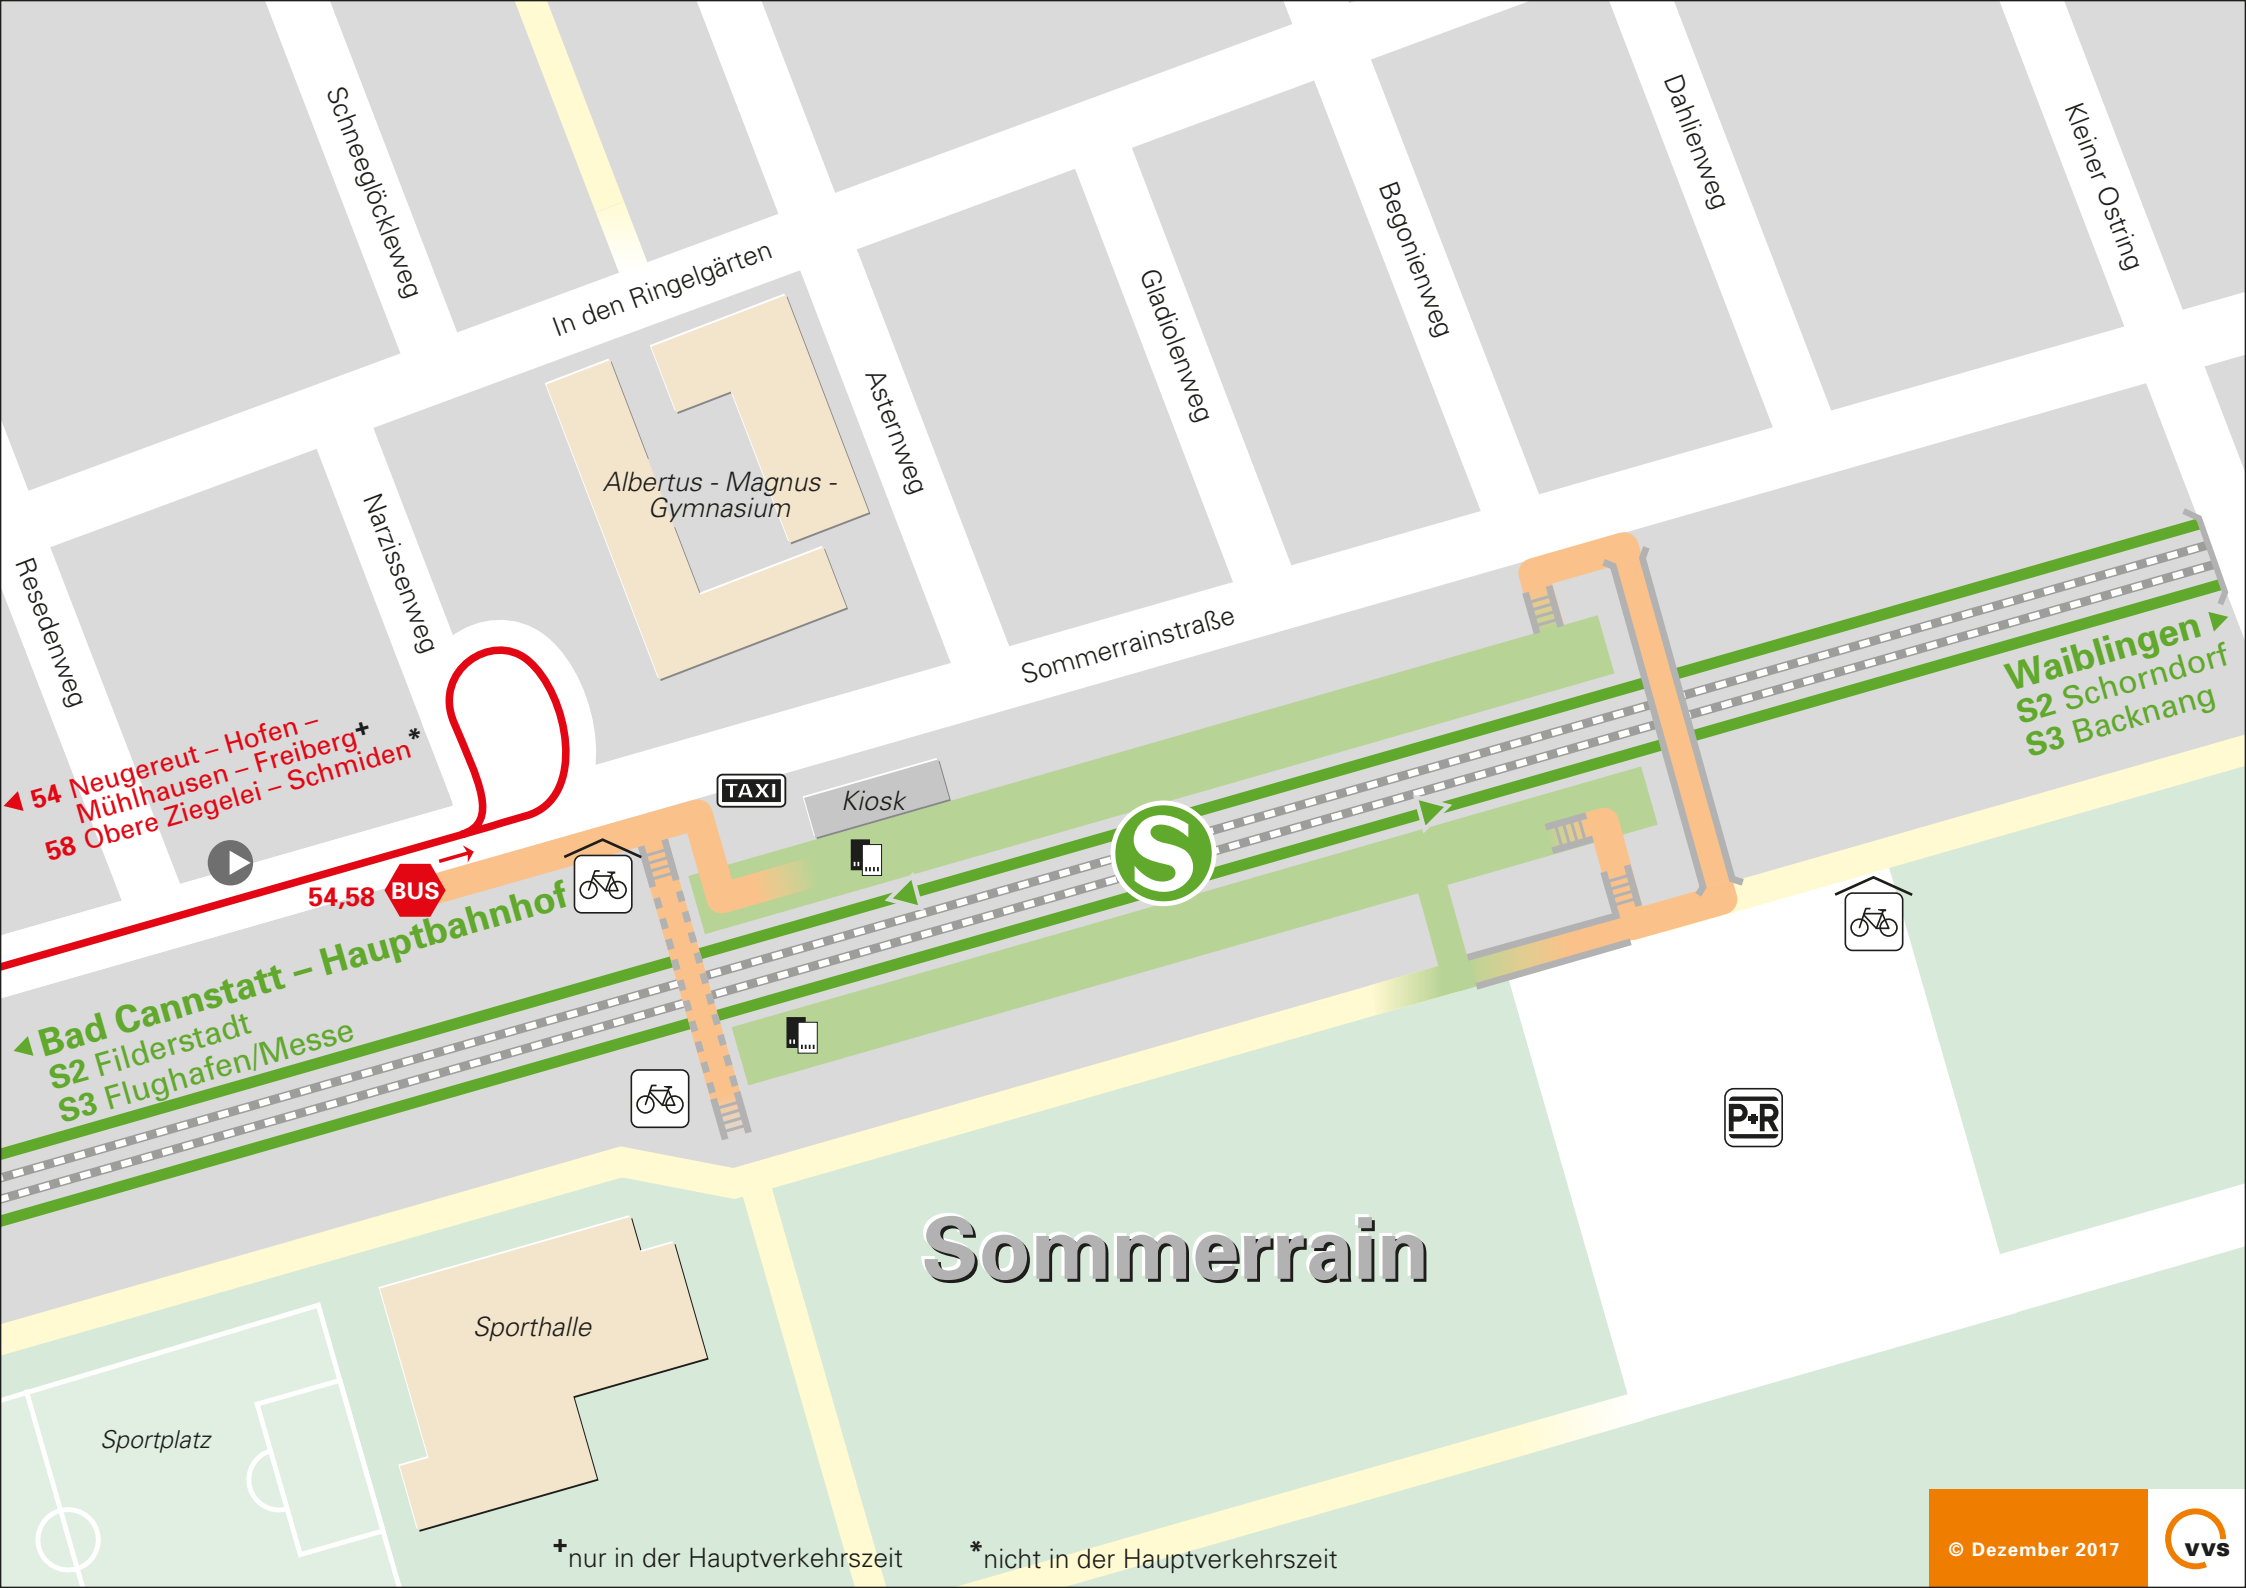 Schneeglöckleweg
Dahlienweg
Kleiner Ostring
Begonienweg
In den Ringelgärten
Gladiolenweg
Asternweg
Albertus - Magnus -
Gymnasium
Narzissenweg
Resedenweg
Sommerrainstraße
54 Neugereut – Hofen –
Mühlhausen – Freiberg+
58 Obere Ziegelei – Schmiden*
TAXI
Kiosk
S
54,58
BUS
Waiblingen
S2 Schorndorf
S3 Backnang
Bad Cannstatt – Hauptbahnhof
S2 Filderstadt
S3 Flughafen/Messe
P+R
Sommerrain
Sporthalle
Sportplatz
+nur in der Hauptverkehrszeit
*nicht in der Hauptverkehrszeit
© Dezember 2017
vvs